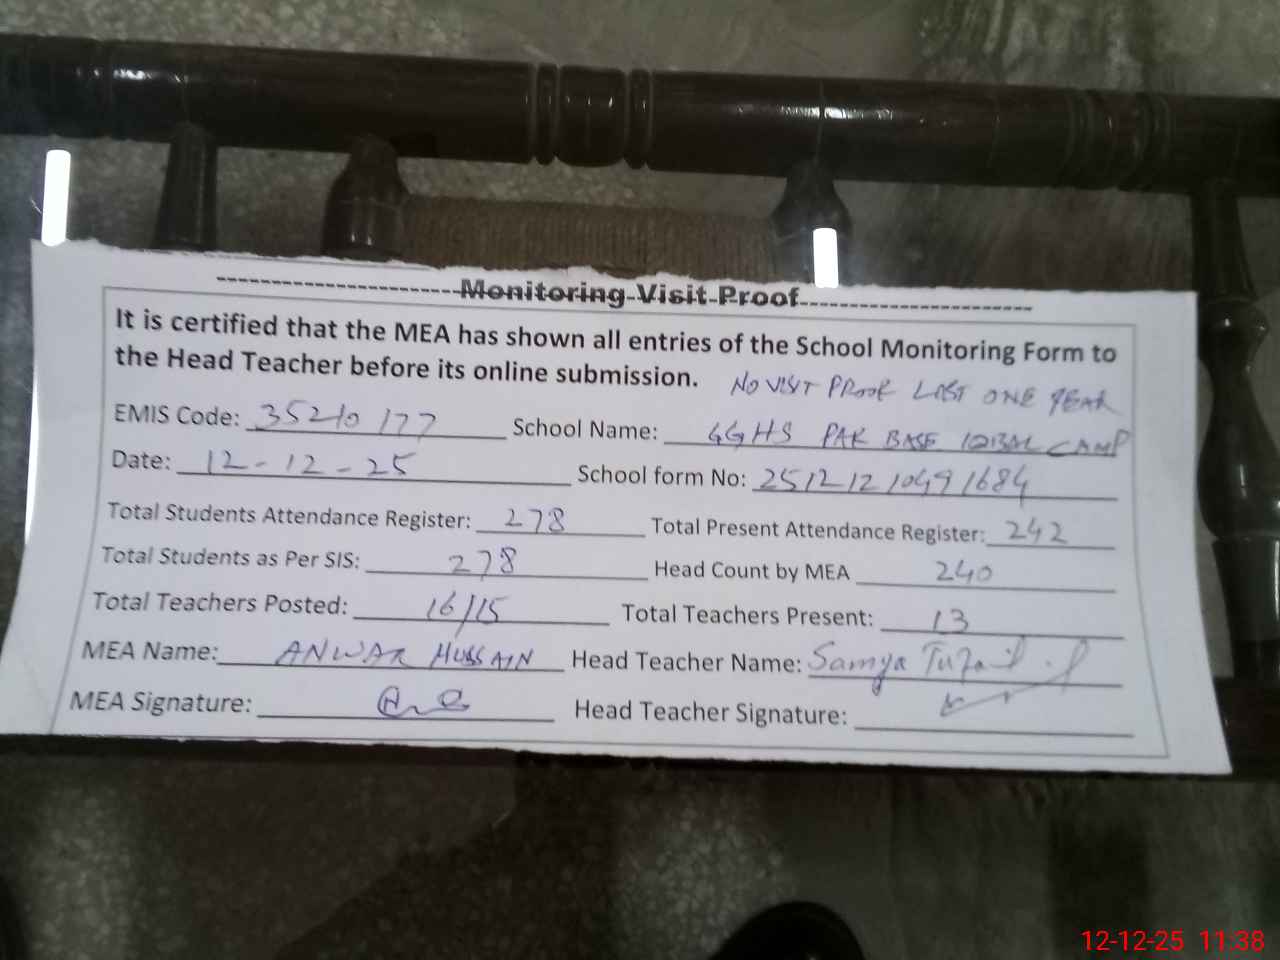 Monitoring Visit Proof
It is certified that the MEA has shown all entries of the School Monitoring Form to
the Head Teacher before its online submission. NO VISIT PROOF LAST ONE YEAR
EMIS Code: 35210177 School Name: GGHS PAK BASE IQBAL CAMP
Date: 12-12-25 School form No: 25121210491684
Total Students Attendance Register: 278 Total Present Attendance Register: 242
Total Students as Per SIS: 278 Head Count by MEA 240
Total Teachers Posted: 16/15 Total Teachers Present: 13
MEA Name: ANWAR HUSSAIN Head Teacher Name: Samya
MEA Signature: Head Teacher Signature:
12-12-25 11:38